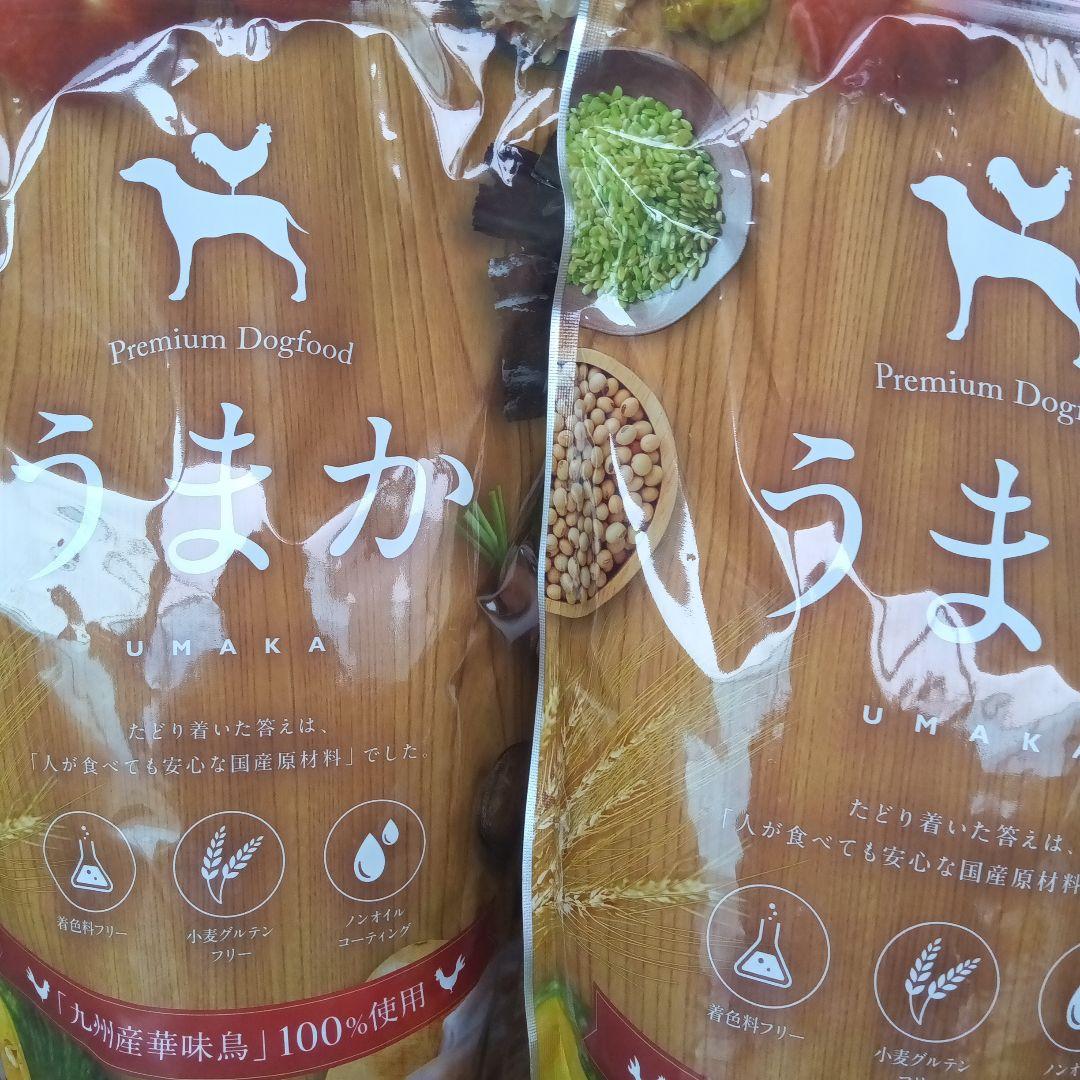 Premium Dogfood
うまか
UMAKA
たどり着いた答えは、
「人が食べても安心な国産原材料」でした。
着色料フリー
小麦グルテン
フリー
ノンオイル
コーティング
「九州産華味鳥」100%使用
Premium
うま
UMAKA
たどり着いた答えは、
「人が食べても安心な国産原材料
着色料フリー
小麦グルテン